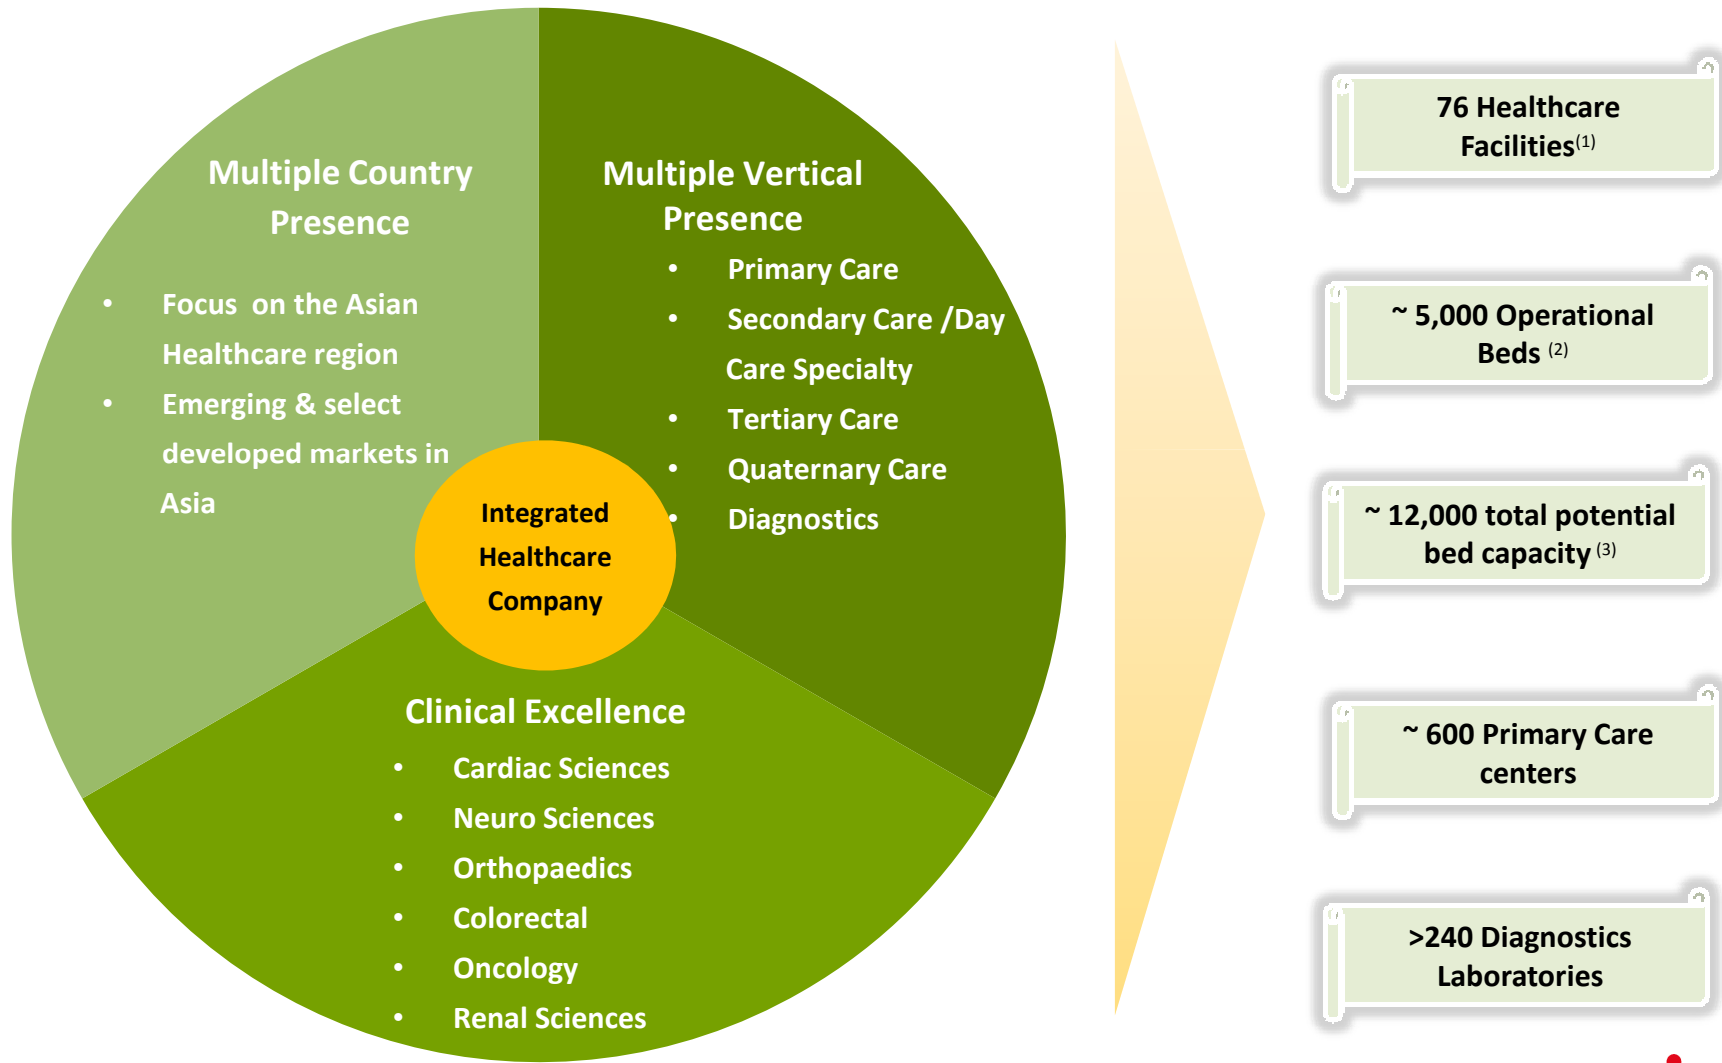 Multiple Country
Presence
• Focus on the Asian
Healthcare region
• Emerging & select
developed markets in
Asia
Multiple Vertical
Presence
• Primary Care
• Secondary Care /Day
Care Specialty
• Tertiary Care
• Quaternary Care
• Diagnostics
Integrated
Healthcare
Company
Clinical Excellence
• Cardiac Sciences
• Neuro Sciences
• Orthopaedics
• Colorectal
• Oncology
• Renal Sciences
76 Healthcare
Facilities(1)
~ 5,000 Operational
Beds (2)
~ 12,000 total potential
bed capacity (3)
~ 600 Primary Care
centers
>240 Diagnostics
Laboratories